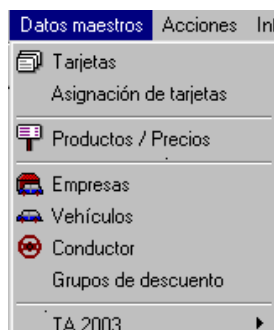 Datos maestros Acciones
Tarjetas
Asignación de tarjetas
Productos / Precios
Empresas
Vehículos
Conductor
Grupos de descuento
TA 2003